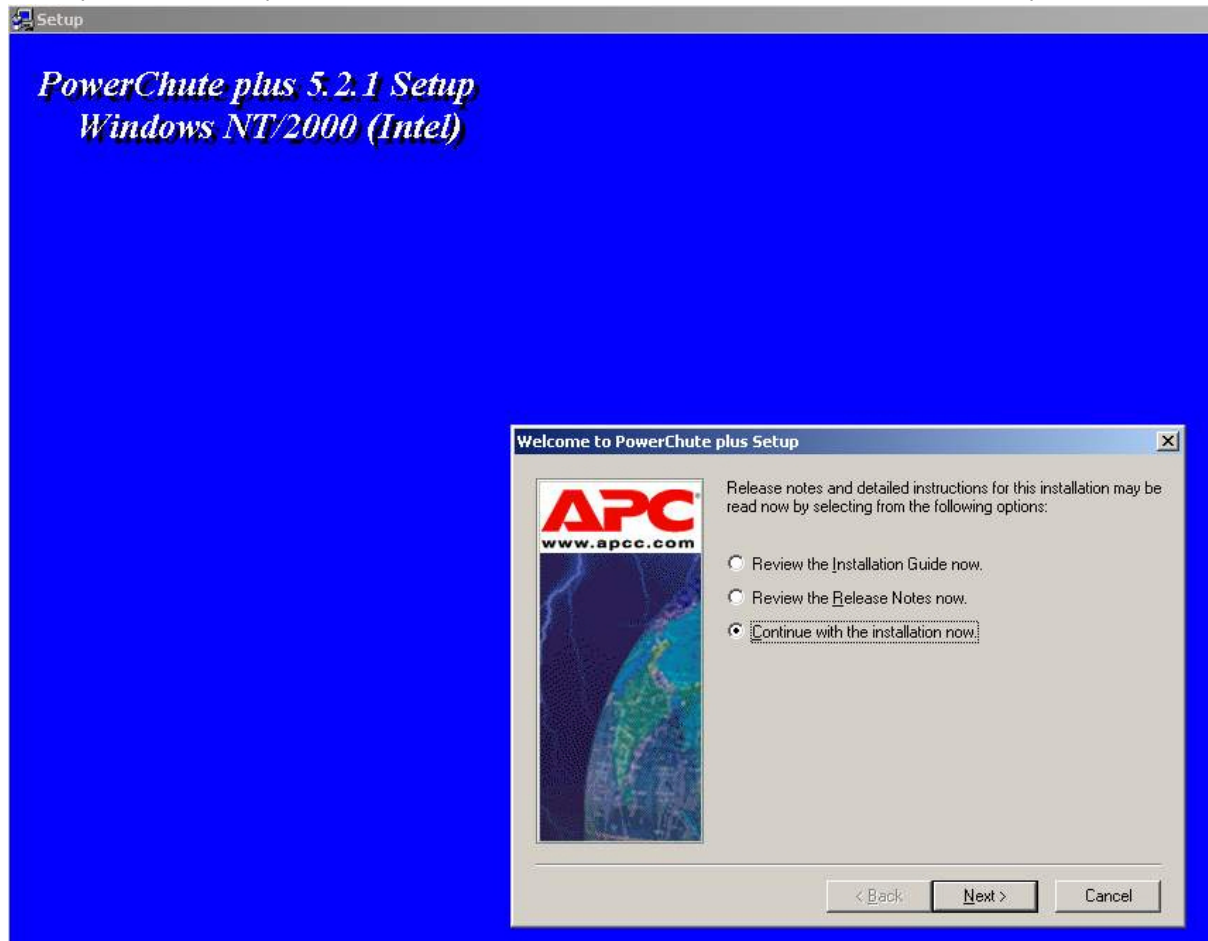 Setup
PowerChute plus 5.2.1 Setup
Windows NT/2000 (Intel)
Welcome to PowerChute plus Setup
APC
www.apcc.com
Release notes and detailed instructions for this installation may be
read now by selecting from the following options:
Review the Installation Guide now.
Review the Release Notes now.
Continue with the installation now.
< Back
Next >
Cancel